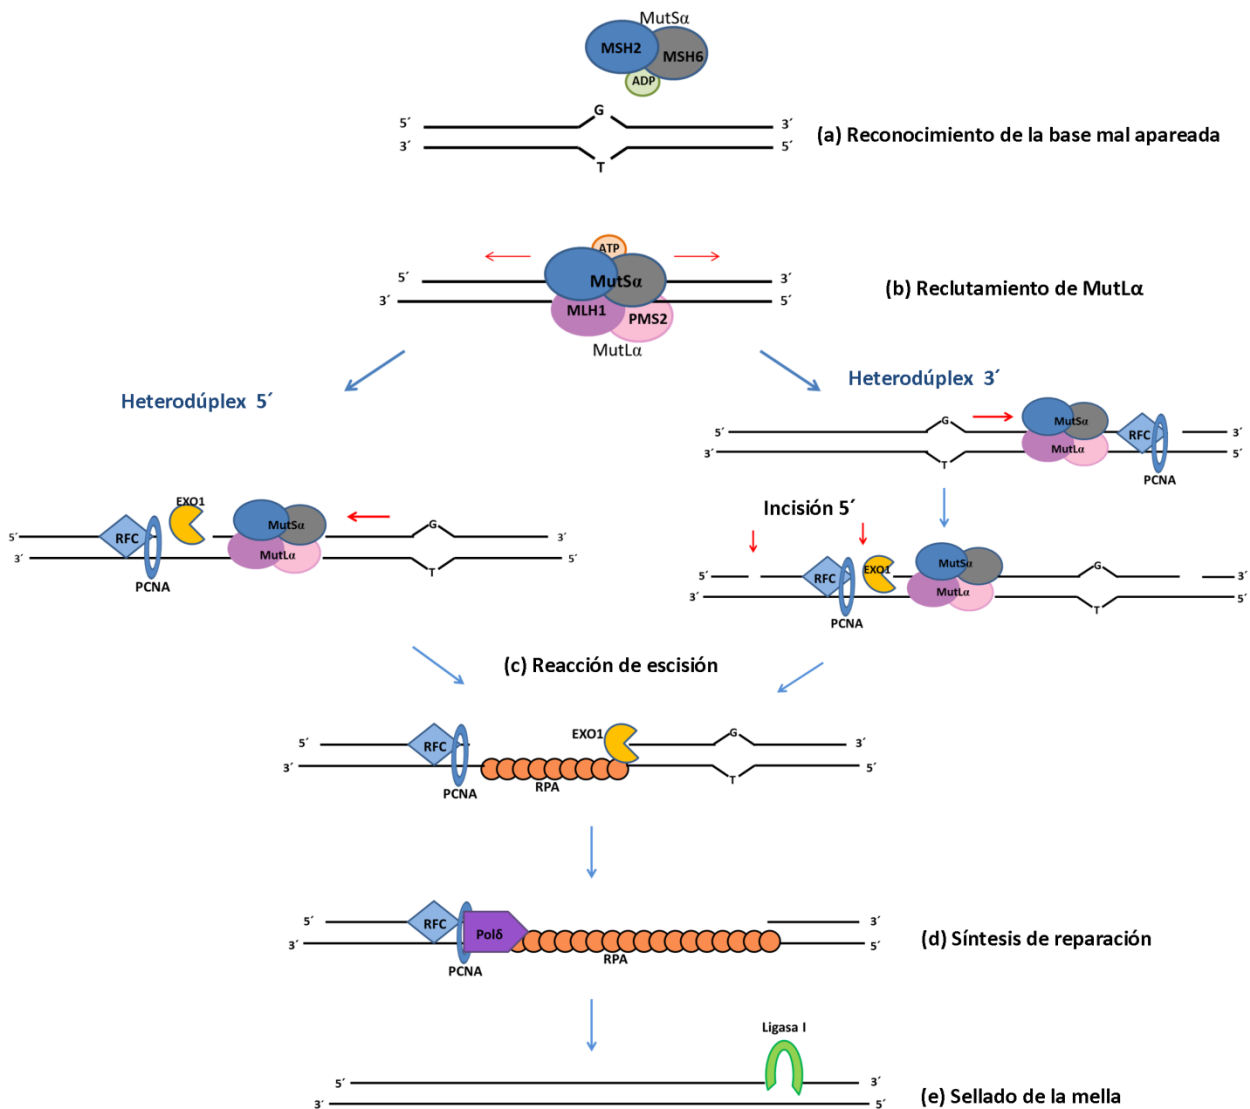 MutSα
MSH2
MSH6
ADP
G
5´ 3´
(a) Reconocimiento de la base mal apareada
3´ 5´
T
ATP
5´ 3´
MutSα
(b) Reclutamiento de MutLα
3´ 5´
MLH1
PMS2
MutLα
Heterodúplex 5´
Heterodúplex 3´
G
MutSα
5´ RFC 3´
MutLα
3´ 5´
T
PCNA
Incisión 5´
EXO1
G
MutSα
5´ RFC 3´
MutLα
3´ 5´
T
PCNA
G
MutSα
5´ RFC EXO1 3´
MutLα
3´ 5´
T
PCNA
(c) Reacción de escisión
EXO1
G
5´ RFC 3´
3´ 5´
T
PCNA
RPA
5´ RFC 3´
Polδ
(d) Síntesis de reparación
3´ 5´
RPA
PCNA
Ligasa I
5´ 3´
(e) Sellado de la mella
3´ 5´